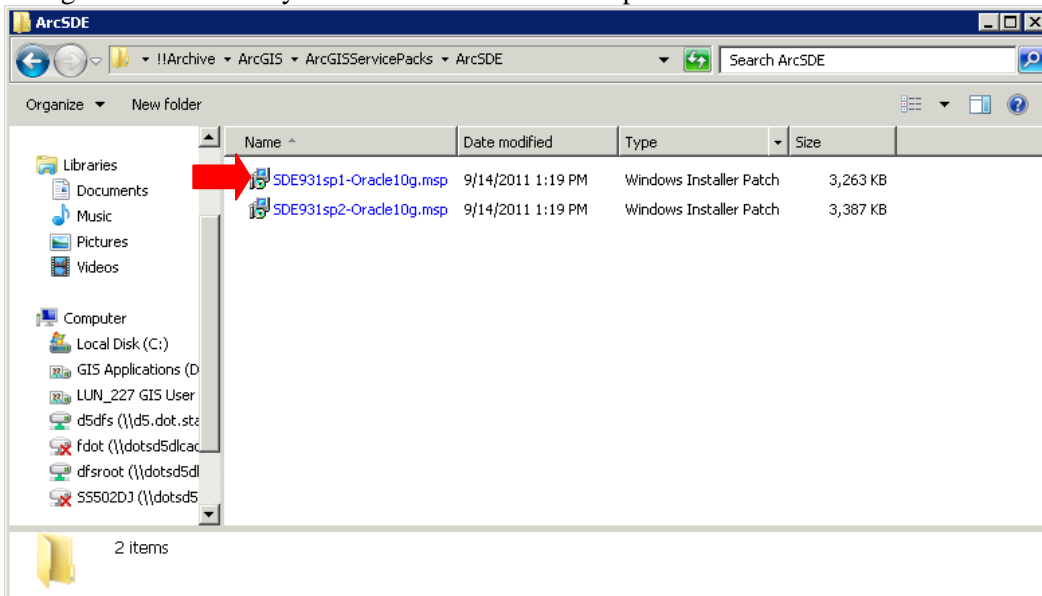 ArcSDE
!!Archive ArcGIS ArcGISServicePacks ArcSDE Search ArcSDE
Organize New folder
Name Date modified Type Size
Libraries
Documents
Music
Pictures
Videos
Computer
Local Disk (C:)
GIS Applications (D
LUN_227 GIS User
d5dfs (\\d5.dot.sta
fdot (\\dotsd5dlcac
dfsroot (\\dotsd5dl
SS502DJ (\\dotsd5
SDE931sp1-Oracle10g.msp 9/14/2011 1:19 PM Windows Installer Patch 3,263 KB
SDE931sp2-Oracle10g.msp 9/14/2011 1:19 PM Windows Installer Patch 3,387 KB
2 items